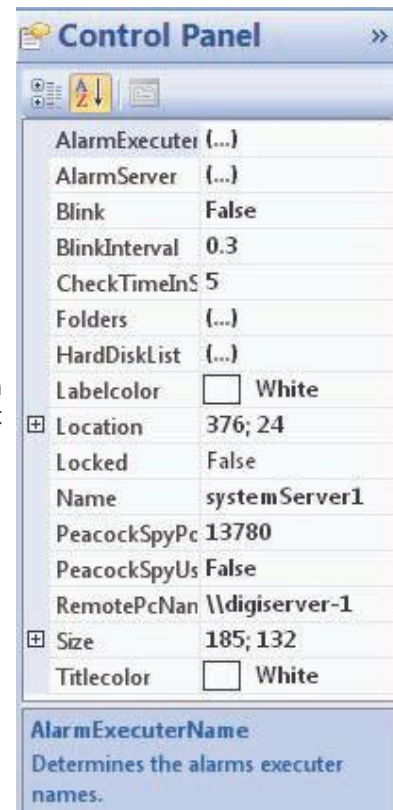 Control Panel »
AlarmExecuter (...)
AlarmServer (...)
Blink False
BlinkInterval 0.3
CheckTimeInS 5
Folders (...)
HardDiskList (...)
Labelcolor White
Location 376; 24
Locked False
Name systemServer1
PeacockSpyPo 13780
PeacockSpyUs False
RemotePcNan \\digiserver-1
Size 185; 132
Titlecolor White
AlarmExecuterName
Determines the alarms executer
names.